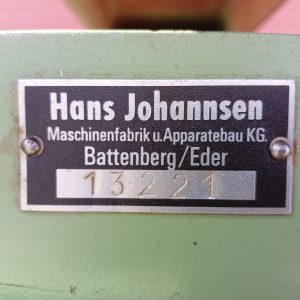 Hans Johannsen
Maschinenfabrik u. Apparatebau KG.
Battenberg/Eder
13221